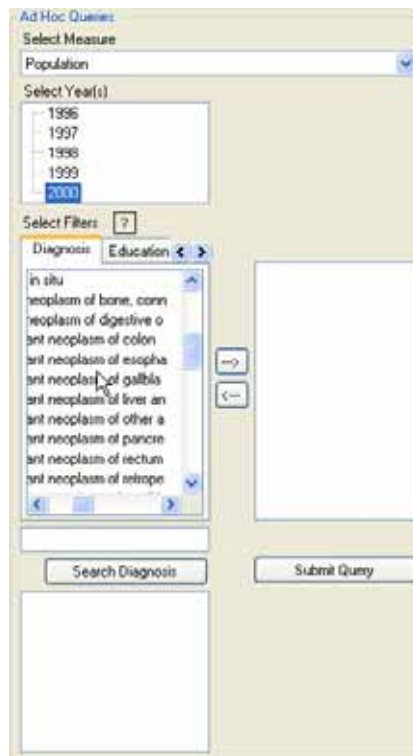 Ad Hoc Queries
Select Measure
Population
Select Year(s)
1996
1997
1998
1999
2000
Select Filters ?
Diagnosis Education
in situ
neoplasm of bone, conn
neoplasm of digestive o
ant neoplasm of colon
ant neoplasm of esopha
ant neoplasm of gallbla
ant neoplasm of liver an
ant neoplasm of other a
ant neoplasm of pancre
ant neoplasm of rectum
ant neoplasm of retrope
-->
<--
Search Diagnosis Submit Query